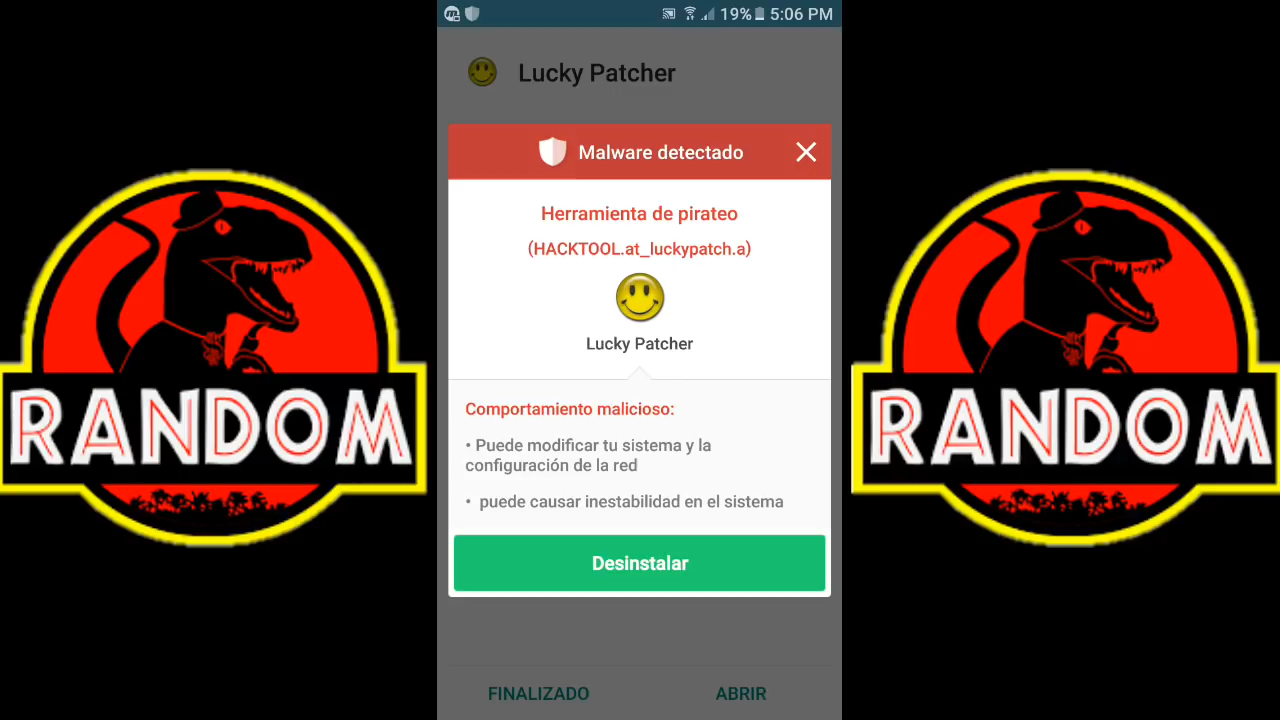 19% 5:06 PM
Lucky Patcher
Malware detectado
Herramienta de pirateo
(HACKTOOL.at_luckypatch.a)
Lucky Patcher
Comportamiento malicioso:
• Puede modificar tu sistema y la
configuración de la red
• puede causar inestabilidad en el sistema
Desinstalar
FINALIZADO ABRIR
RANDOM
RANDOM